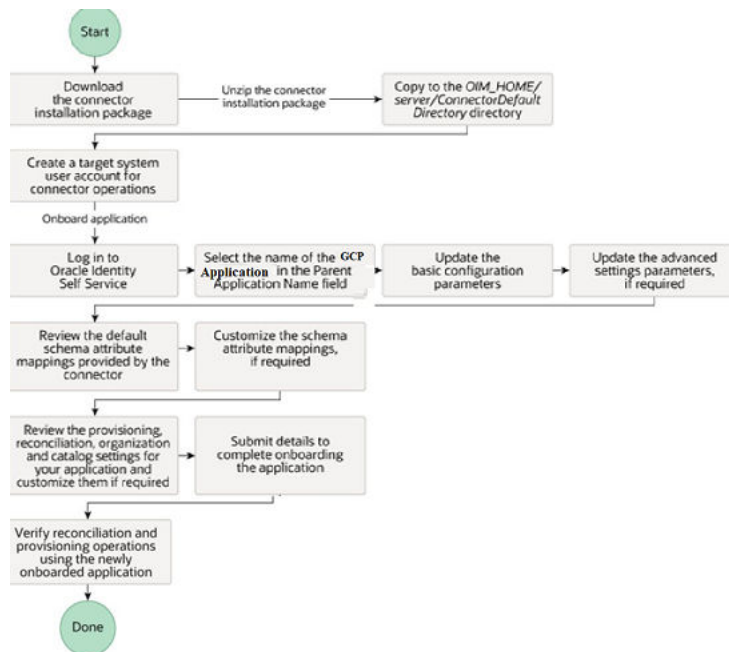 Start
Download
the connector
installation package
Unzip the connector
installation package
Copy to the OIM_HOME/
server/ConnectorDefault
Directory directory
Create a target system
user account for
connector operations
Onboard application
Log in to
Oracle Identity
Self Service
Select the name of the GCP
Application in the Parent
Application Name field
Update the
basic configuration
parameters
Update the advanced
settings parameters,
if required
Review the default
schema attribute
mappings provided by the
connector
Customize the schema
attribute mappings,
if required
Review the provisioning,
reconciliation, organization
and catalog settings for
your application and
customize them if required
Submit details to
complete onboarding
the application
Verify reconciliation and
provisioning operations
using the newly
onboarded application
Done